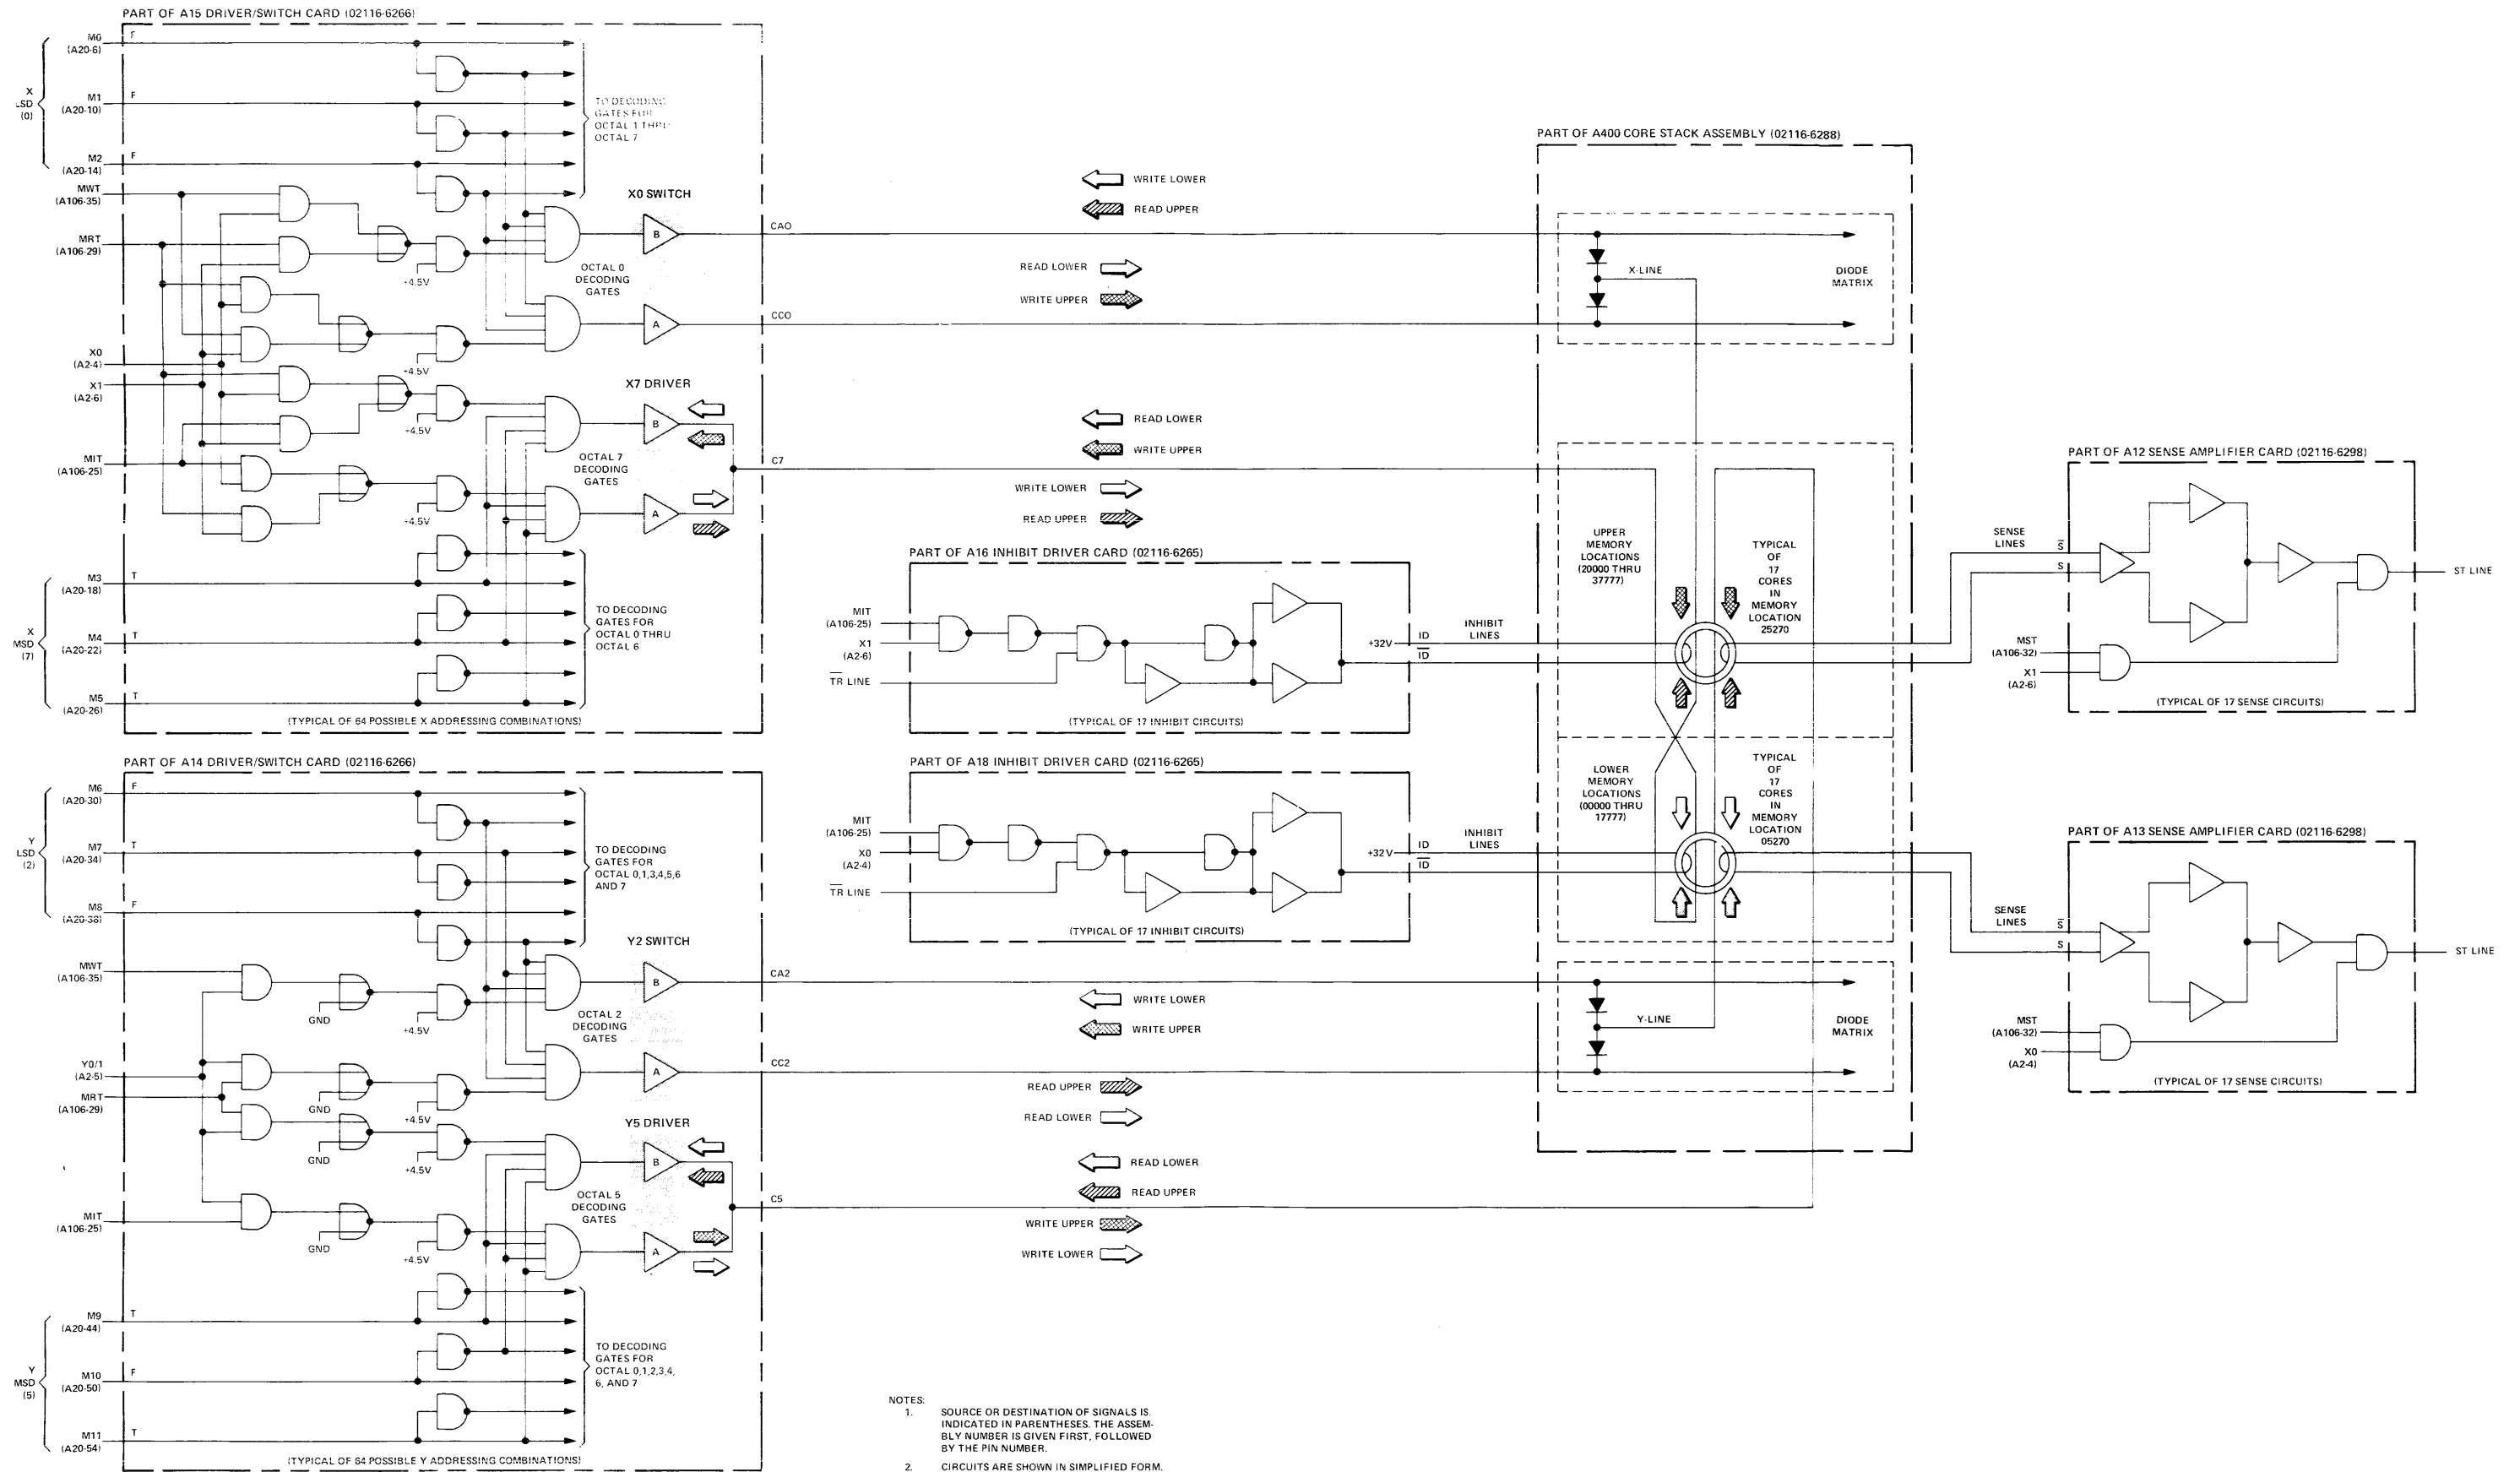 PART OF A15 DRIVER/SWITCH CARD (02116-6266)
M0
(A20-6)
F
X
LSD
(0)
M1
(A20-10)
F
TO DECODING
GATES FOR
OCTAL 1 THRU
OCTAL 7
M2
(A20-14)
F
MWT
(A106-35)
X0 SWITCH
MRT
(A106-29)
B
CA0
+4.5V
OCTAL 0
DECODING
GATES
A
CC0
X0
(A2-4)
X1
(A2-6)
+4.5V
X7 DRIVER
+4.5V
B
MIT
(A106-25)
OCTAL 7
DECODING
GATES
C7
+4.5V
A
M3
(A20-18)
T
X
MSD
(7)
M4
(A20-22)
T
TO DECODING
GATES FOR
OCTAL 0 THRU
OCTAL 6
M5
(A20-26)
T
(TYPICAL OF 64 POSSIBLE X ADDRESSING COMBINATIONS)
WRITE LOWER
READ UPPER
READ LOWER
WRITE UPPER
READ LOWER
WRITE UPPER
WRITE LOWER
READ UPPER
PART OF A16 INHIBIT DRIVER CARD (02116-6265)
MIT
(A106-25)
X1
(A2-6)
TR LINE
+32V
ID
ID
INHIBIT
LINES
(TYPICAL OF 17 INHIBIT CIRCUITS)
PART OF A400 CORE STACK ASSEMBLY (02116-6288)
X-LINE
DIODE
MATRIX
UPPER
MEMORY
LOCATIONS
(20000 THRU
37777)
TYPICAL
OF
17
CORES
IN
MEMORY
LOCATION
25270
LOWER
MEMORY
LOCATIONS
(00000 THRU
17777)
TYPICAL
OF
17
CORES
IN
MEMORY
LOCATION
05270
Y-LINE
DIODE
MATRIX
PART OF A12 SENSE AMPLIFIER CARD (02116-6298)
SENSE
LINES
S
S
ST LINE
MST
(A106-32)
X1
(A2-6)
(TYPICAL OF 17 SENSE CIRCUITS)
PART OF A14 DRIVER/SWITCH CARD (02116-6266)
M6
(A20-30)
F
Y
LSD
(2)
M7
(A20-34)
T
TO DECODING
GATES FOR
OCTAL 0,1,3,4,5,6
AND 7
M8
(A20-38)
F
Y2 SWITCH
MWT
(A106-35)
B
CA2
GND
+4.5V
OCTAL 2
DECODING
GATES
Y0/1
(A2-5)
A
CC2
MRT
(A106-29)
GND
+4.5V
Y5 DRIVER
GND
+4.5V
B
OCTAL 5
DECODING
GATES
C5
MIT
(A106-25)
GND
+4.5V
A
M9
(A20-44)
T
Y
MSD
(5)
M10
(A20-50)
F
TO DECODING
GATES FOR
OCTAL 0,1,2,3,4,
6, AND 7
M11
(A20-54)
T
(TYPICAL OF 64 POSSIBLE Y ADDRESSING COMBINATIONS)
PART OF A18 INHIBIT DRIVER CARD (02116-6265)
MIT
(A106-25)
X0
(A2-4)
TR LINE
+32V
ID
ID
INHIBIT
LINES
(TYPICAL OF 17 INHIBIT CIRCUITS)
WRITE LOWER
WRITE UPPER
READ UPPER
READ LOWER
READ LOWER
READ UPPER
WRITE UPPER
WRITE LOWER
PART OF A13 SENSE AMPLIFIER CARD (02116-6298)
SENSE
LINES
S
S
ST LINE
MST
(A106-32)
X0
(A2-4)
(TYPICAL OF 17 SENSE CIRCUITS)
NOTES:
1. SOURCE OR DESTINATION OF SIGNALS IS
INDICATED IN PARENTHESES. THE ASSEM-
BLY NUMBER IS GIVEN FIRST, FOLLOWED
BY THE PIN NUMBER.
2. CIRCUITS ARE SHOWN IN SIMPLIFIED FORM.